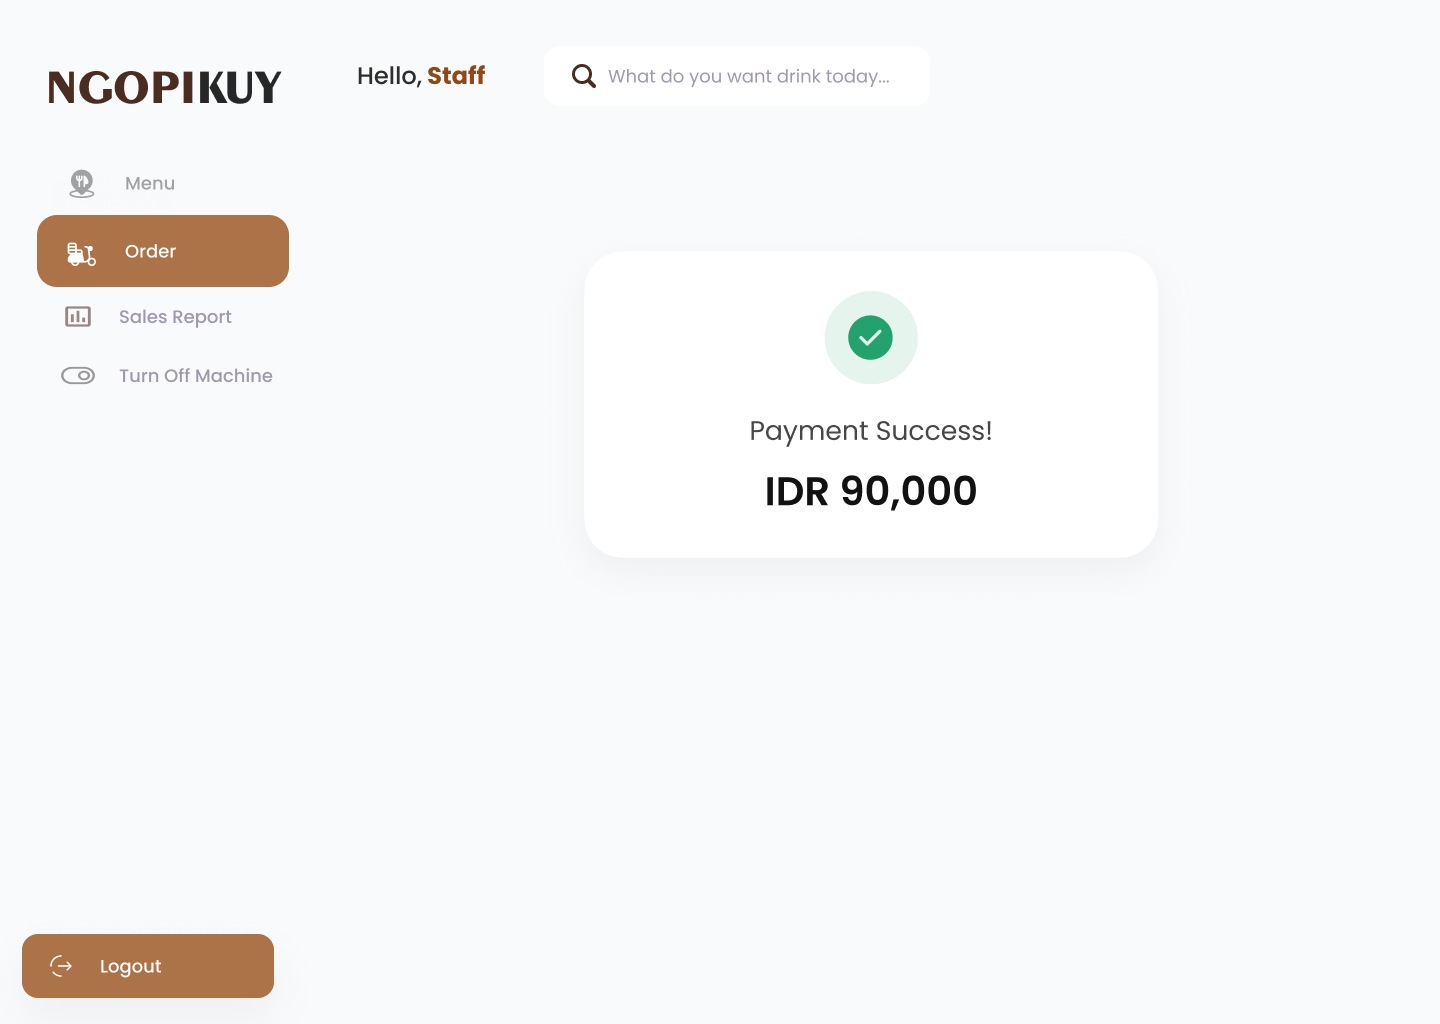 NGOPIKUY
Hello, Staff
What do you want drink today...
Menu
Order
Sales Report
Turn Off Machine
Payment Success!
IDR 90,000
Logout